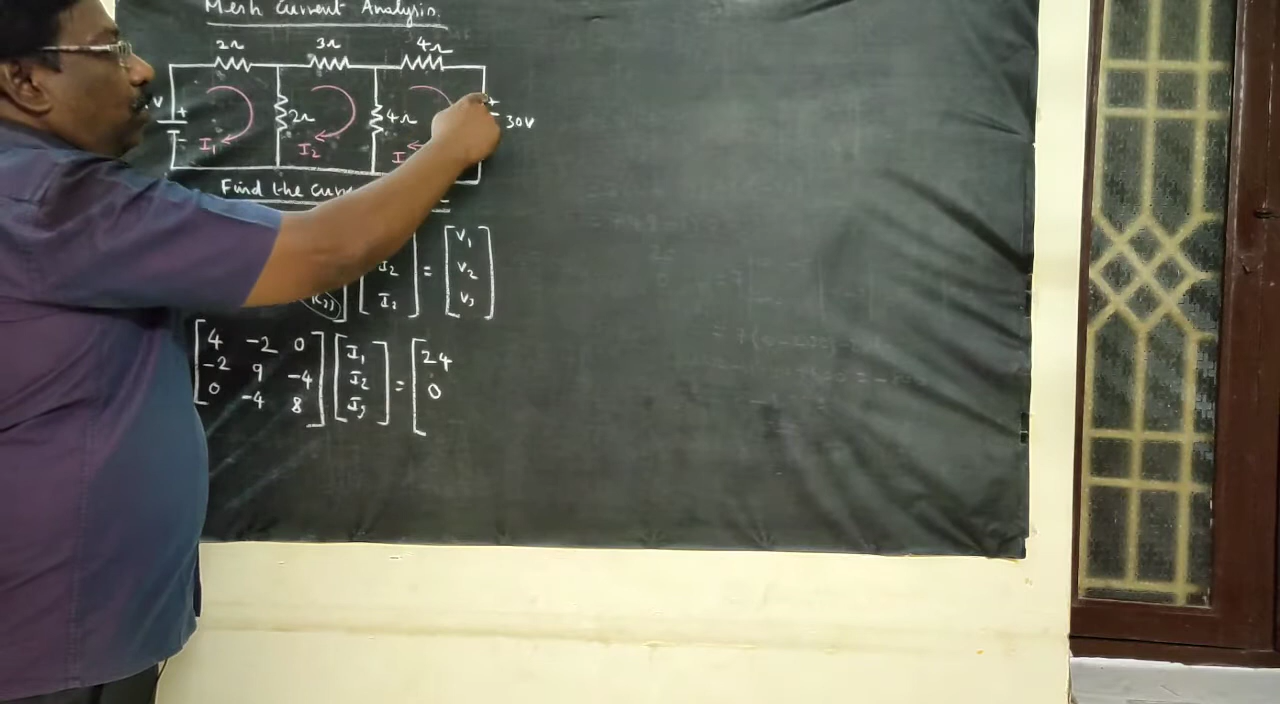 Mesh Current Analysis.
2Ω 3Ω 4Ω
V + - 2Ω 4Ω + - 30V
I₁ I₂ I
Find the
I₂ I₃ = V₁ V₂ V₃
4 -2 0 I₁ 24
-2 9 -4 I₂ = 0
0 -4 8 I₃